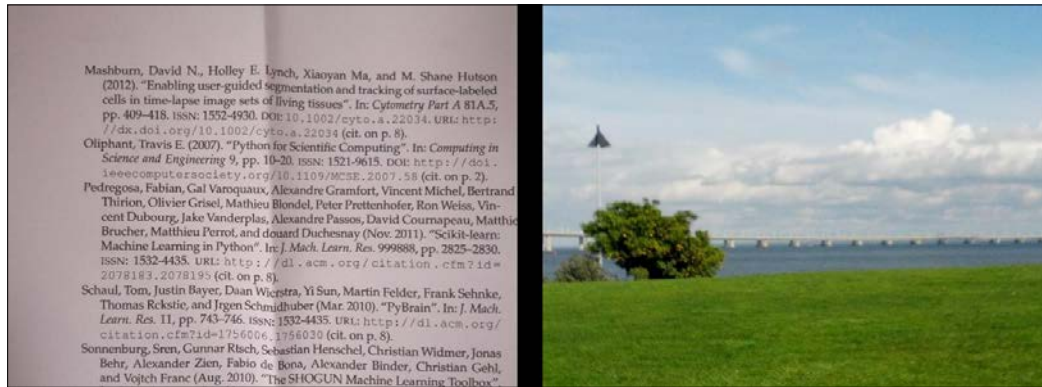 Mashburn, David N., Holley E. Lynch, Xiaoyan Ma, and M. Shane Hutson
(2012). "Enabling user-guided segmentation and tracking of surface-labeled
cells in time-lapse image sets of living tissues". In: Cytometry Part A 81A.5,
pp. 409–418. ISSN: 1552-4930. DOI: 10.1002/cyto.a.22034. URL: http:
//dx.doi.org/10.1002/cyto.a.22034 (cit. on p. 8).
Oliphant, Travis E. (2007). "Python for Scientific Computing". In: Computing in
Science and Engineering 9, pp. 10–20. ISSN: 1521-9615. DOI: http://doi.
ieeecomputersociety.org/10.1109/MCSE.2007.58 (cit. on p. 2).
Pedregosa, Fabian, Gal Varoquaux, Alexandre Gramfort, Vincent Michel, Bertrand
Thirion, Olivier Grisel, Mathieu Blondel, Peter Prettenhofer, Ron Weiss, Vin-
cent Dubourg, Jake Vanderplas, Alexandre Passos, David Cournapeau, Matthie
Brucher, Matthieu Perrot, and douard Duchesnay (Nov. 2011). "Scikit-learn:
Machine Learning in Python". In: J. Mach. Learn. Res. 999888, pp. 2825–2830.
ISSN: 1532-4435. URL: http://dl.acm.org/citation.cfm?id=
2078183.2078195 (cit. on p. 8).
Schaul, Tom, Justin Bayer, Daan Wierstra, Yi Sun, Martin Felder, Frank Sehnke,
Thomas Rckstie, and Jrgen Schmidhuber (Mar. 2010). "PyBrain". In: J. Mach.
Learn. Res. 11, pp. 743–746. ISSN: 1532-4435. URL: http://dl.acm.org/
citation.cfm?id=1756006.1756030 (cit. on p. 8).
Sonnenburg, Sren, Gunnar Rtsch, Sebastian Henschel, Christian Widmer, Jonas
Behr, Alexander Zien, Fabio de Bona, Alexander Binder, Christian Gehl,
and Vojtch Franc (Aug. 2010). "The SHOGUN Machine Learning Toolbox".